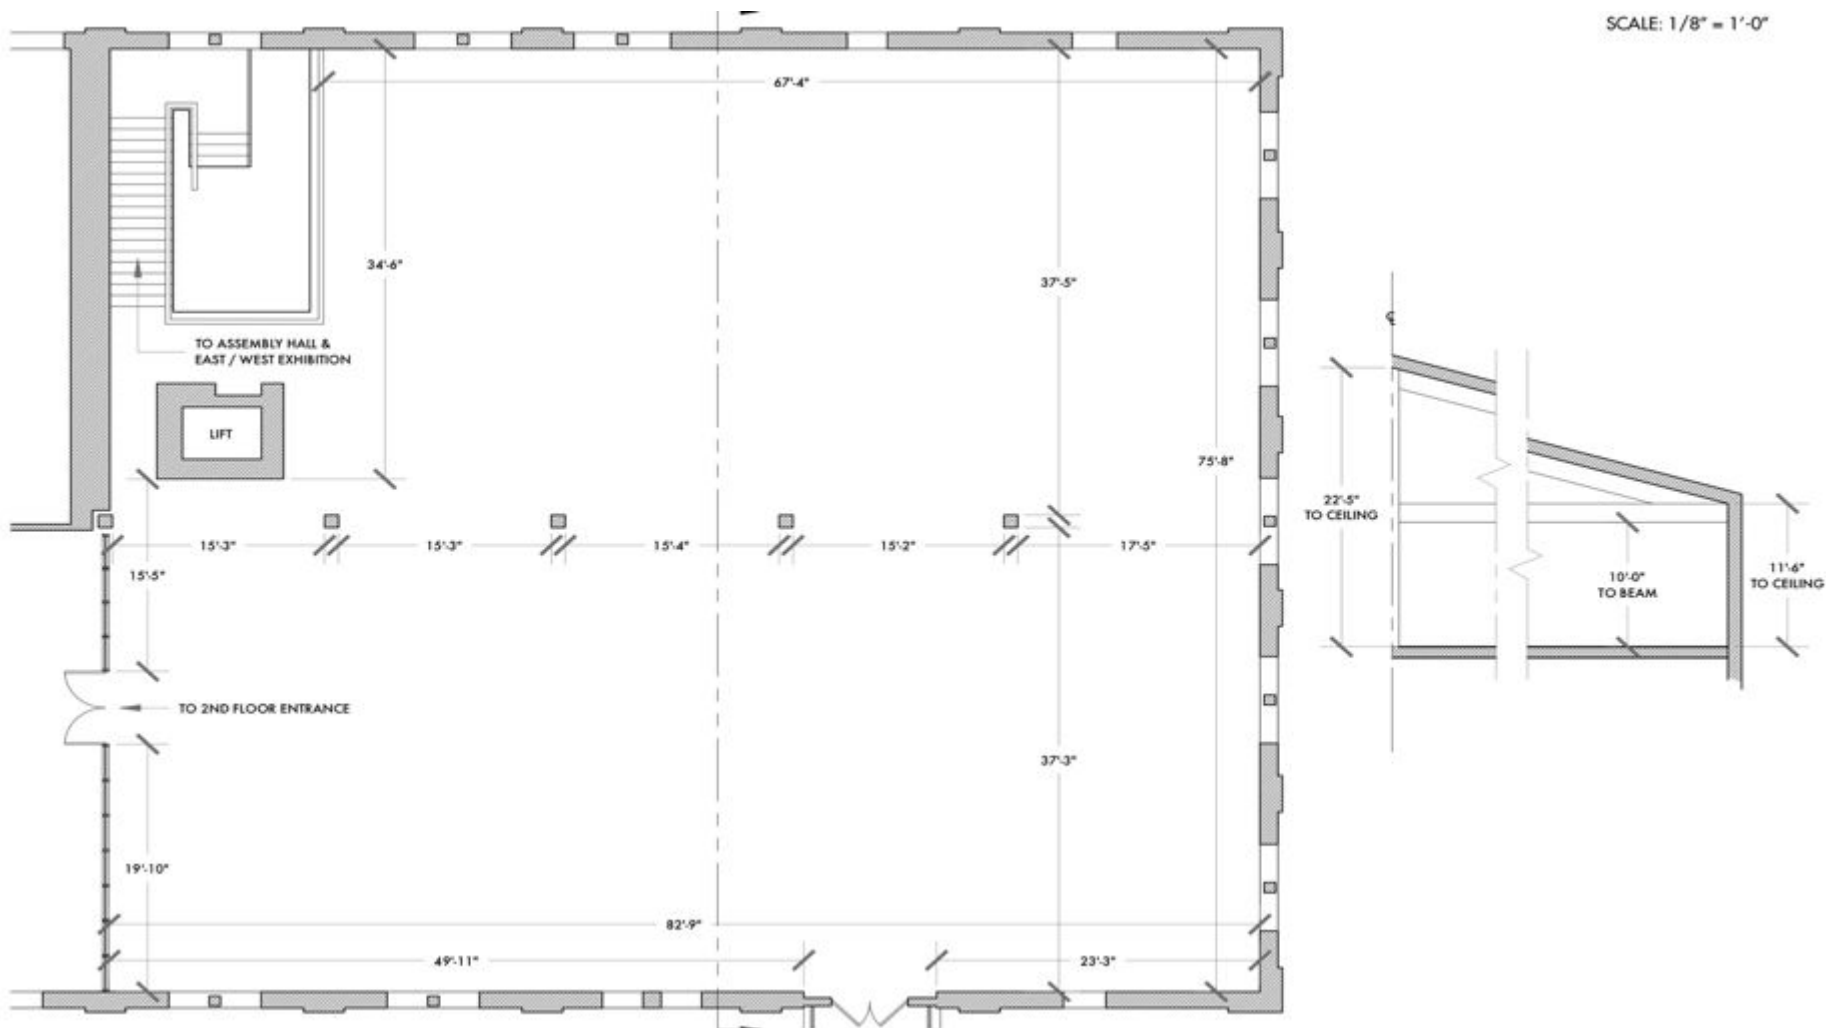 SCALE: 1/8" = 1'-0"
67'-4"
34'-6"
37'-5"
TO ASSEMBLY HALL &
EAST / WEST EXHIBITION
LIFT
75'-8"
15'-3"
15'-3"
15'-4"
15'-2"
17'-5"
15'-5"
TO 2ND FLOOR ENTRANCE
37'-3"
19'-10"
82'-9"
49'-11"
23'-3"
℄
22'-5"
TO CEILING
10'-0"
TO BEAM
11'-6"
TO CEILING